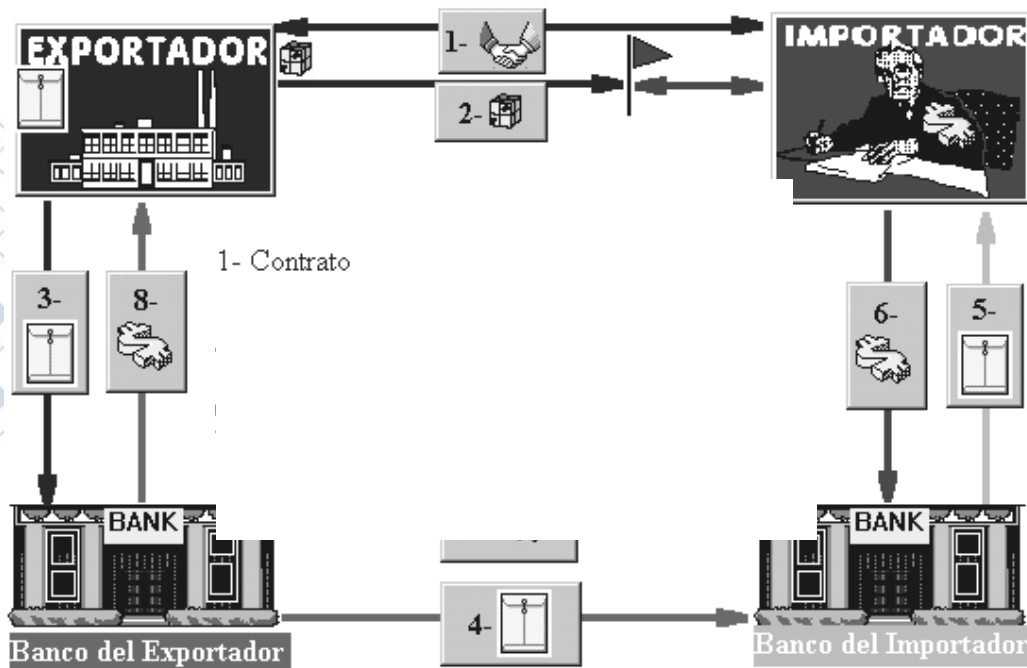 EXPORTADOR
1-
IMPORTADOR
2-
1- Contrato
3-
8-
6-
5-
BANK
BANK
4-
Banco del Exportador
Banco del Importador